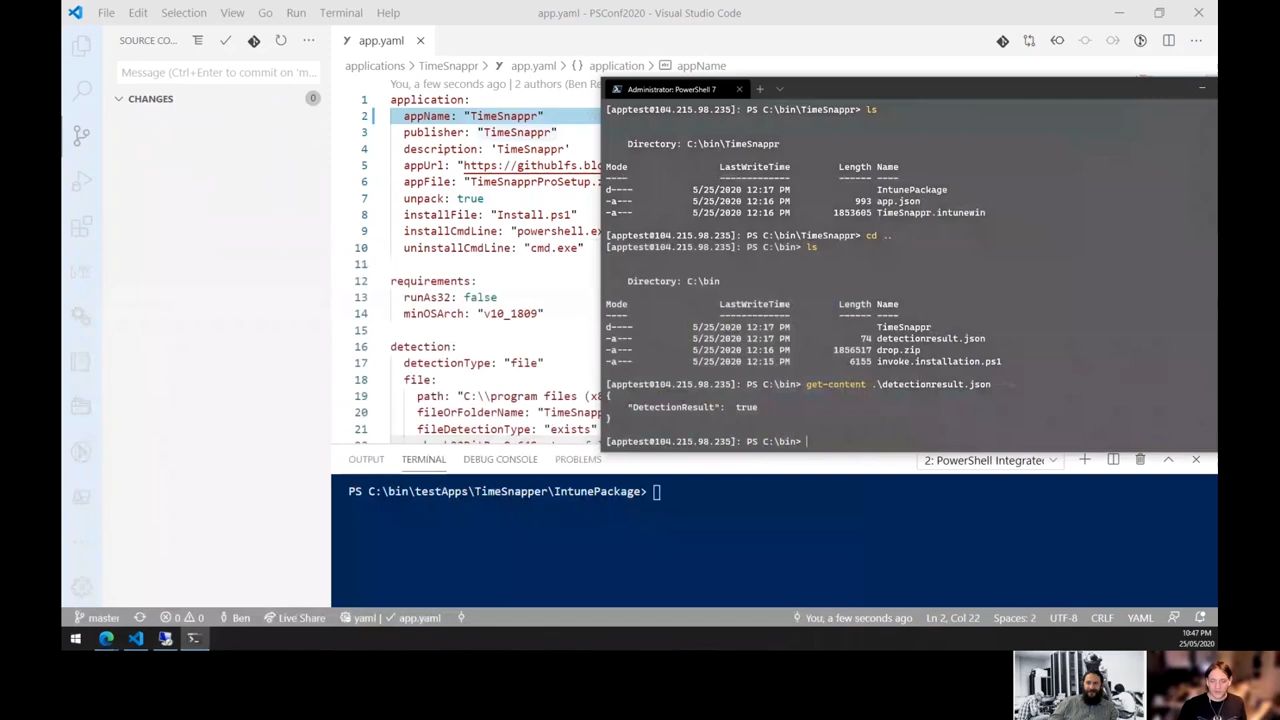 File Edit Selection View Go Run Terminal Help app.yaml - PSConf2020 - Visual Studio Code
SOURCE CO...
Message (Ctrl+Enter to commit on 'm...
CHANGES 0
app.yaml
applications > TimeSnappr > app.yaml > {} application > appName
You, a few seconds ago | 2 authors (Ben Re
1 application:
2 appName: "TimeSnappr"
3 publisher: "TimeSnappr"
4 description: 'TimeSnappr'
5 appUrl: "https://githublfs.blo
6 appFile: "TimeSnapprProSetup.z
7 unpack: true
8 installFile: "Install.ps1"
9 installCmdLine: "powershell.ex
10 uninstallCmdLine: "cmd.exe"
11
12 requirements:
13 runAs32: false
14 minOSArch: "v10_1809"
15
16 detection:
17 detectionType: "file"
18 file:
19 path: "C:\\program files (x8
20 fileOrFolderName: "TimeSnapp
21 fileDetectionType: "exists"
Administrator: PowerShell 7
[apptest@104.215.98.235]: PS C:\bin\TimeSnappr> ls
Directory: C:\bin\TimeSnappr
Mode LastWriteTime Length Name
---- ------------- ------ ----
d---- 5/25/2020 12:17 PM IntunePackage
-a--- 5/25/2020 12:16 PM 993 app.json
-a--- 5/25/2020 12:16 PM 1853605 TimeSnappr.intunewin
[apptest@104.215.98.235]: PS C:\bin\TimeSnappr> cd ..
[apptest@104.215.98.235]: PS C:\bin> ls
Directory: C:\bin
Mode LastWriteTime Length Name
---- ------------- ------ ----
d---- 5/25/2020 12:17 PM TimeSnappr
-a--- 5/25/2020 12:17 PM 74 detectionresult.json
-a--- 5/25/2020 12:16 PM 1856517 drop.zip
-a--- 5/25/2020 12:15 PM 6155 invoke.installation.ps1
[apptest@104.215.98.235]: PS C:\bin> get-content .\detectionresult.json
{
"DetectionResult": true
}
[apptest@104.215.98.235]: PS C:\bin>
OUTPUT TERMINAL DEBUG CONSOLE PROBLEMS 2: PowerShell Integrate
PS C:\bin\testApps\TimeSnapper\IntunePackage>
master 0 0 Ben Live Share yaml | ✓ app.yaml You, a few seconds ago Ln 2, Col 22 Spaces: 2 UTF-8 CRLF YAML
10:47 PM
25/05/2020